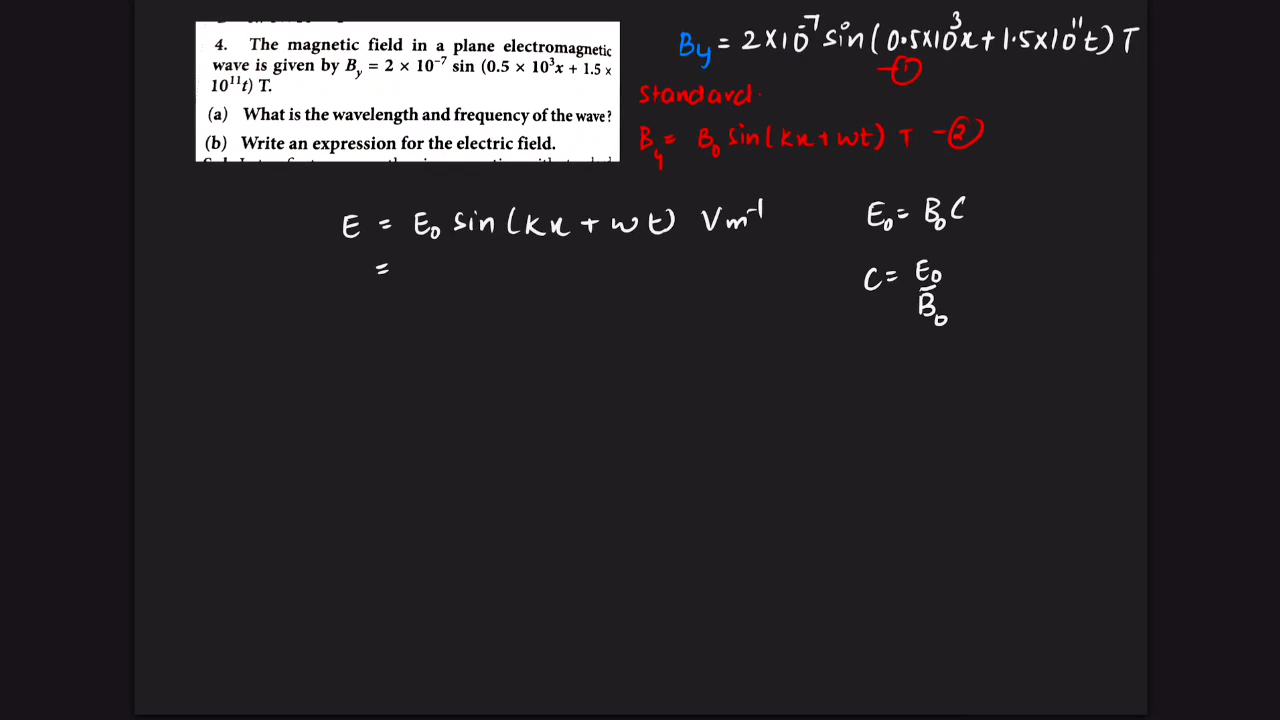 4. The magnetic field in a plane electromagnetic
wave is given by By = 2 × 10⁻⁷ sin (0.5 × 10³x + 1.5 ×
10¹¹t) T.
(a) What is the wavelength and frequency of the wave?
(b) Write an expression for the electric field.
By = 2×10⁻⁷ sin(0.5×10³x + 1.5×10¹¹t) T
–①
Standard.
By = B₀ sin(kx + wt) T –②
E = E₀ sin(kx + wt) Vm⁻¹
=
E₀ = B₀C
C = E₀/B₀